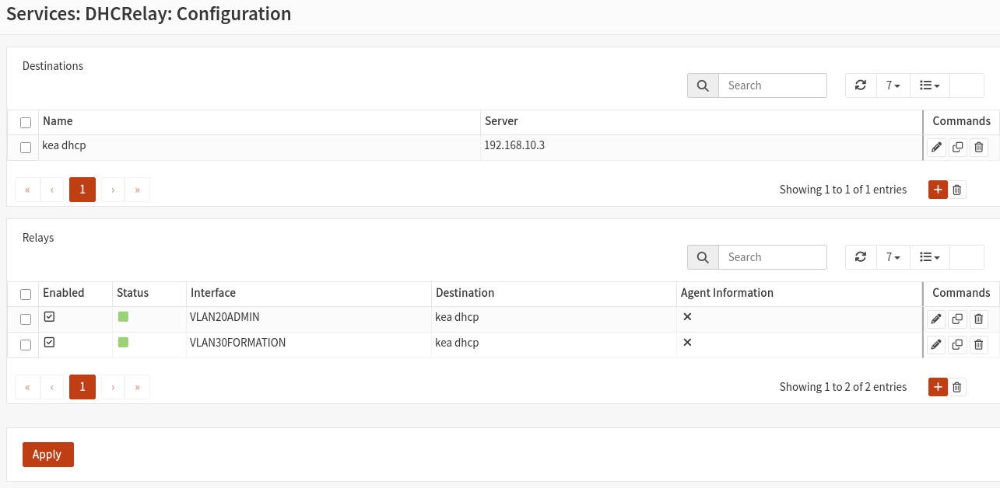 Services: DHCRelay: Configuration
Destinations
Search
7
Name Server Commands
kea dhcp 192.168.10.3
« ‹ 1 › » Showing 1 to 1 of 1 entries +
Relays
Search
7
Enabled Status Interface Destination Agent Information Commands
VLAN20ADMIN kea dhcp
VLAN30FORMATION kea dhcp
« ‹ 1 › » Showing 1 to 2 of 2 entries +
Apply